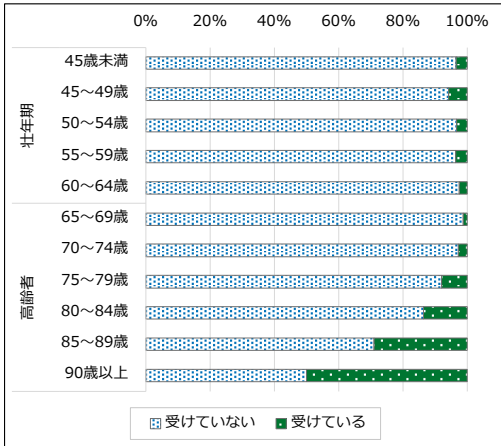 0% 20% 40% 60% 80% 100%
壮年期
45歳未満
45～49歳
50～54歳
55～59歳
60～64歳
高齢者
65～69歳
70～74歳
75～79歳
80～84歳
85～89歳
90歳以上
受けていない 受けている